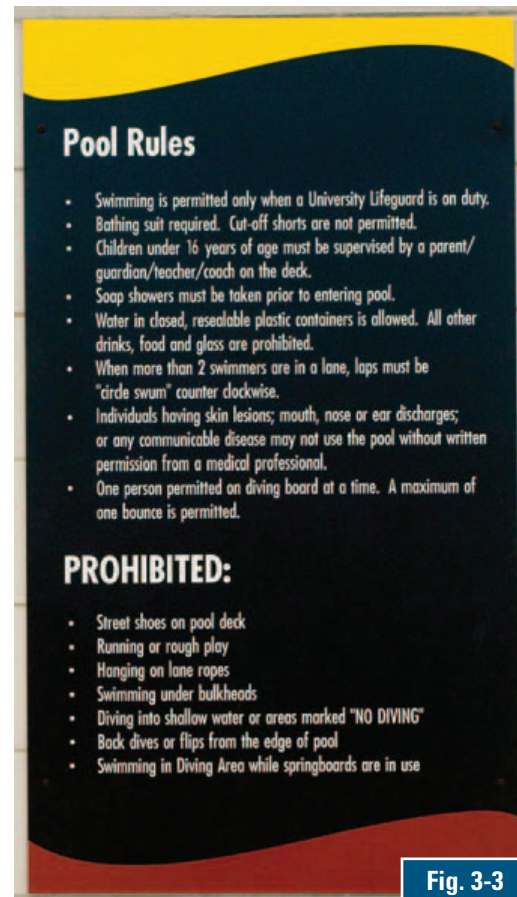 Pool Rules
• Swimming is permitted only when a University Lifeguard is on duty.
• Bathing suit required. Cut-off shorts are not permitted.
• Children under 16 years of age must be supervised by a parent/
guardian/teacher/coach on the deck.
• Soap showers must be taken prior to entering pool.
• Water in closed, resealable plastic containers is allowed. All other
drinks, food and glass are prohibited.
• When more than 2 swimmers are in a lane, laps must be
"circle swum" counter clockwise.
• Individuals having skin lesions; mouth, nose or ear discharges;
or any communicable disease may not use the pool without written
permission from a medical professional.
• One person permitted on diving board at a time. A maximum of
one bounce is permitted.
PROHIBITED:
• Street shoes on pool deck
• Running or rough play
• Hanging on lane ropes
• Swimming under bulkheads
• Diving into shallow water or areas marked "NO DIVING"
• Back dives or flips from the edge of pool
• Swimming in Diving Area while springboards are in use
Fig. 3-3